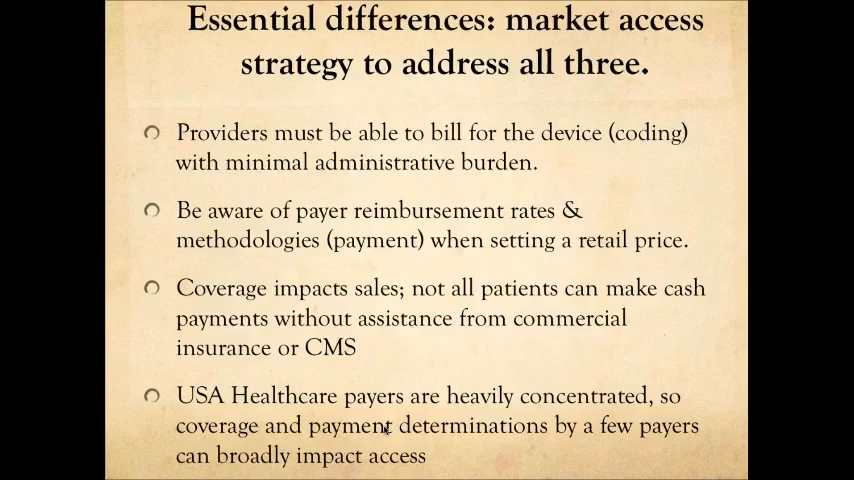 Essential differences: market access
strategy to address all three.
Providers must be able to bill for the device (coding)
with minimal administrative burden.
Be aware of payer reimbursement rates &
methodologies (payment) when setting a retail price.
Coverage impacts sales; not all patients can make cash
payments without assistance from commercial
insurance or CMS
USA Healthcare payers are heavily concentrated, so
coverage and payment determinations by a few payers
can broadly impact access